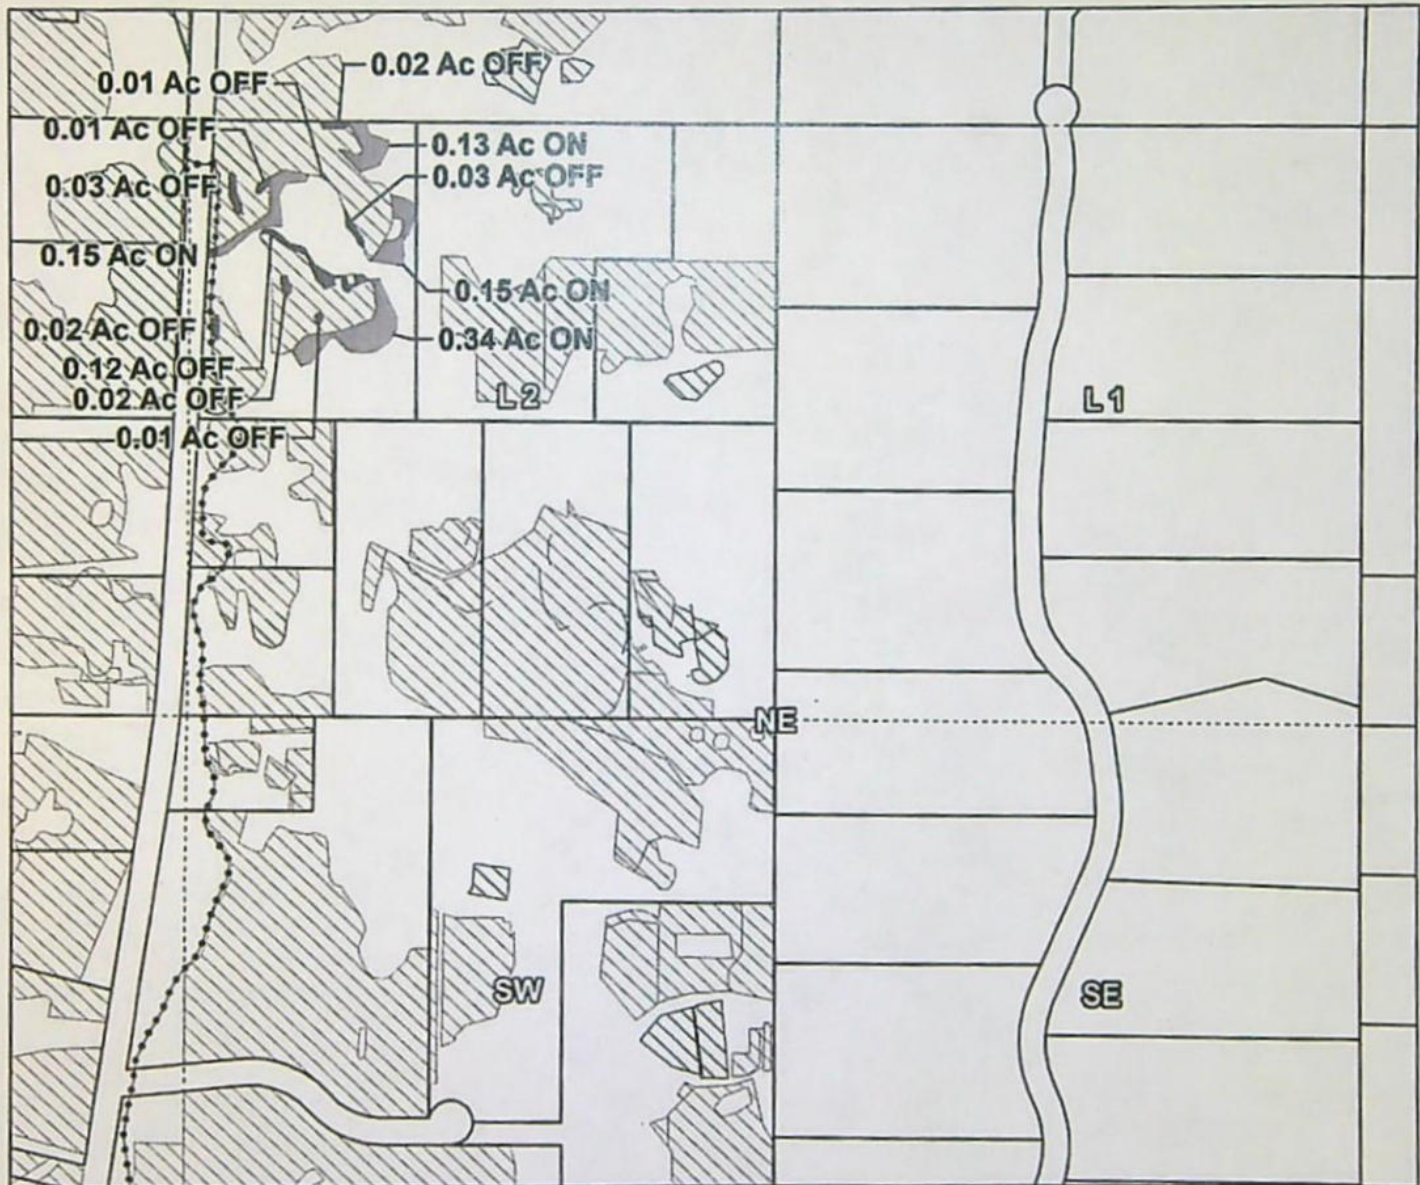 0.02 Ac OFF
0.01 Ac OFF
0.01 Ac OFF
0.13 Ac ON
0.03 Ac OFF
0.03 Ac OFF
0.15 Ac ON
0.15 Ac ON
0.02 Ac OFF
0.34 Ac ON
0.12 Ac OFF
0.02 Ac OFF
L 2
L 1
0.01 Ac OFF
NE
SW
SE